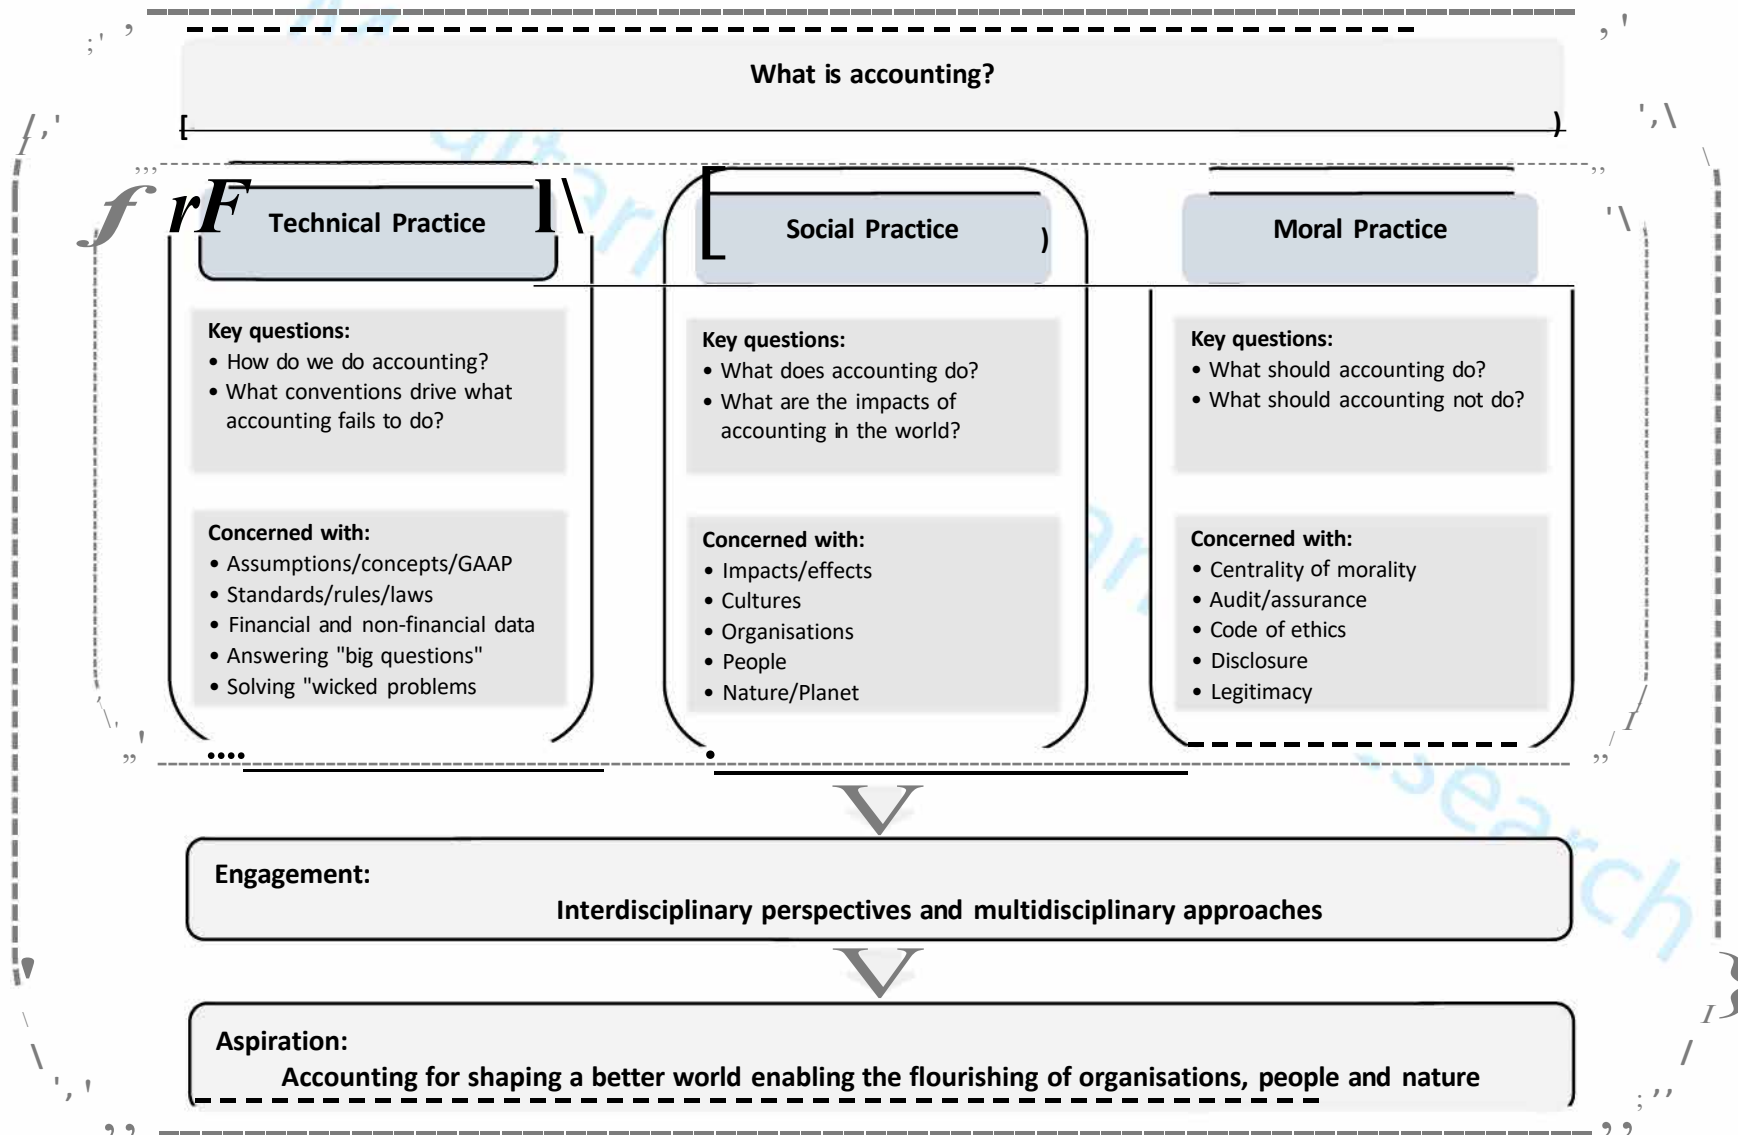 What is accounting?
Technical Practice
Key questions:
• How do we do accounting?
• What conventions drive what
accounting fails to do?
Concerned with:
• Assumptions/concepts/GAAP
• Standards/rules/laws
• Financial and non-financial data
• Answering "big questions"
• Solving "wicked problems
Social Practice
Key questions:
• What does accounting do?
• What are the impacts of
accounting in the world?
Concerned with:
• Impacts/effects
• Cultures
• Organisations
• People
• Nature/Planet
Moral Practice
Key questions:
• What should accounting do?
• What should accounting not do?
Concerned with:
• Centrality of morality
• Audit/assurance
• Code of ethics
• Disclosure
• Legitimacy
Engagement:
Interdisciplinary perspectives and multidisciplinary approaches
Aspiration:
Accounting for shaping a better world enabling the flourishing of organisations, people and nature